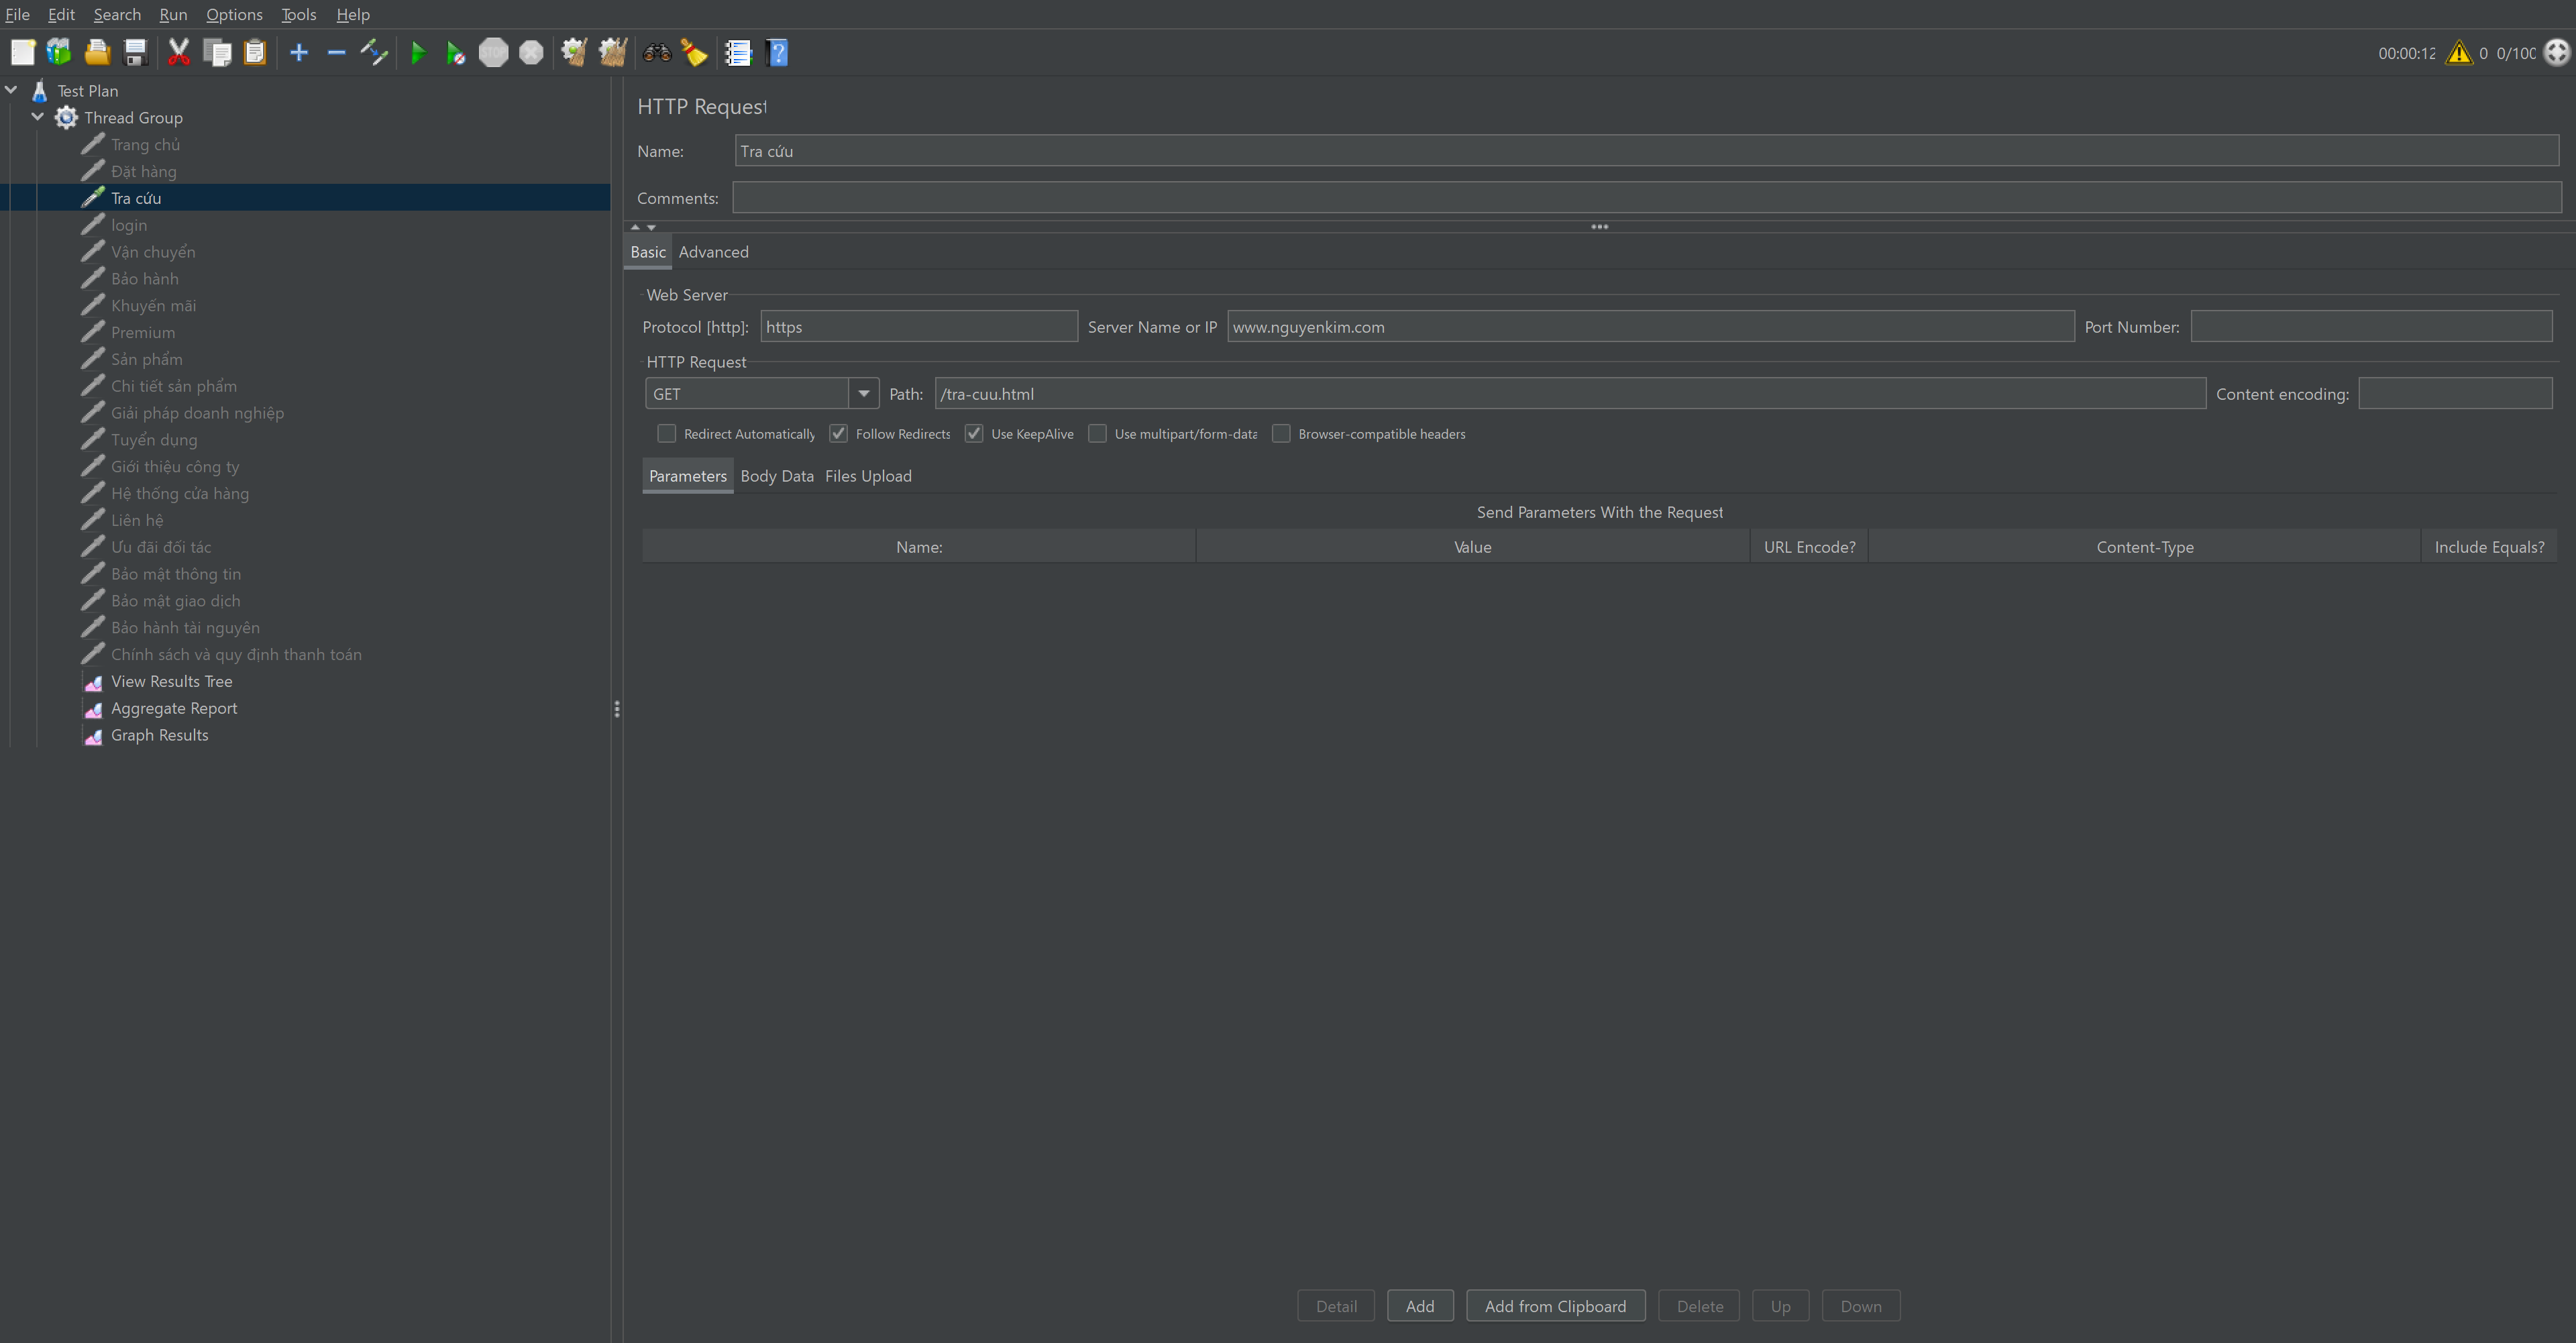 File Edit Search Run Options Tools Help
STOP
00:00:12 0 0/100
Test Plan
Thread Group
Trang chủ
Đặt hàng
Tra cứu
login
Vận chuyển
Bảo hành
Khuyến mãi
Premium
Sản phẩm
Chi tiết sản phẩm
Giải pháp doanh nghiệp
Tuyển dụng
Giới thiệu công ty
Hệ thống cửa hàng
Liên hệ
Ưu đãi đối tác
Bảo mật thông tin
Bảo mật giao dịch
Bảo hành tài nguyên
Chính sách và quy định thanh toán
View Results Tree
Aggregate Report
Graph Results
HTTP Request
Name: Tra cứu
Comments:
Basic Advanced
Web Server
Protocol [http]: https Server Name or IP www.nguyenkim.com Port Number:
HTTP Request
GET Path: /tra-cuu.html Content encoding:
Redirect Automatically Follow Redirects Use KeepAlive Use multipart/form-data Browser-compatible headers
Parameters Body Data Files Upload
Send Parameters With the Request
Name: Value URL Encode? Content-Type Include Equals?
Detail Add Add from Clipboard Delete Up Down